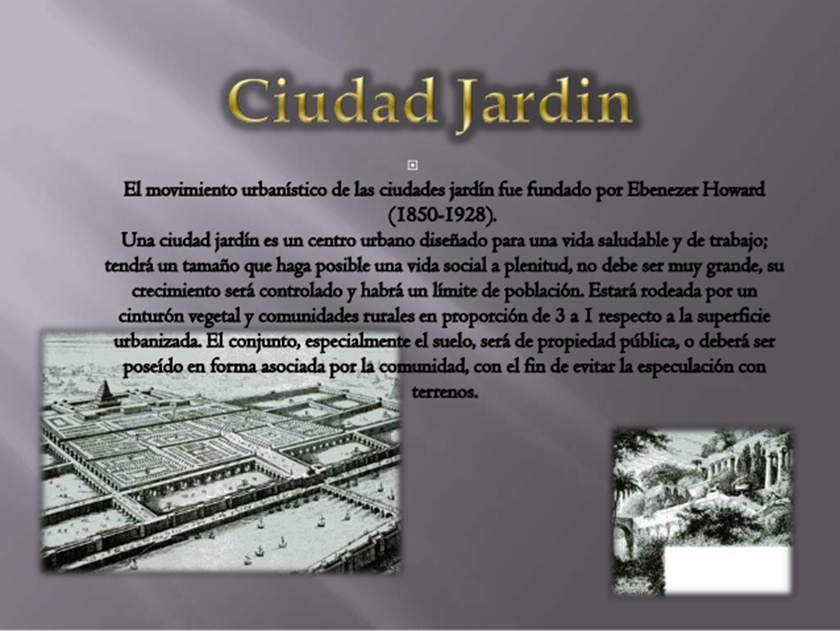 Ciudad Jardin
El movimiento urbanístico de las ciudades jardín fue fundado por Ebenezer Howard
(1850-1928).
Una ciudad jardín es un centro urbano diseñado para una vida saludable y de trabajo;
tendrá un tamaño que haga posible una vida social a plenitud, no debe ser muy grande, su
crecimiento será controlado y habrá un límite de población. Estará rodeada por un
cinturón vegetal y comunidades rurales en proporción de 3 a 1 respecto a la superficie
urbanizada. El conjunto, especialmente el suelo, será de propiedad pública, o deberá ser
poseído en forma asociada por la comunidad, con el fin de evitar la especulación con
terrenos.